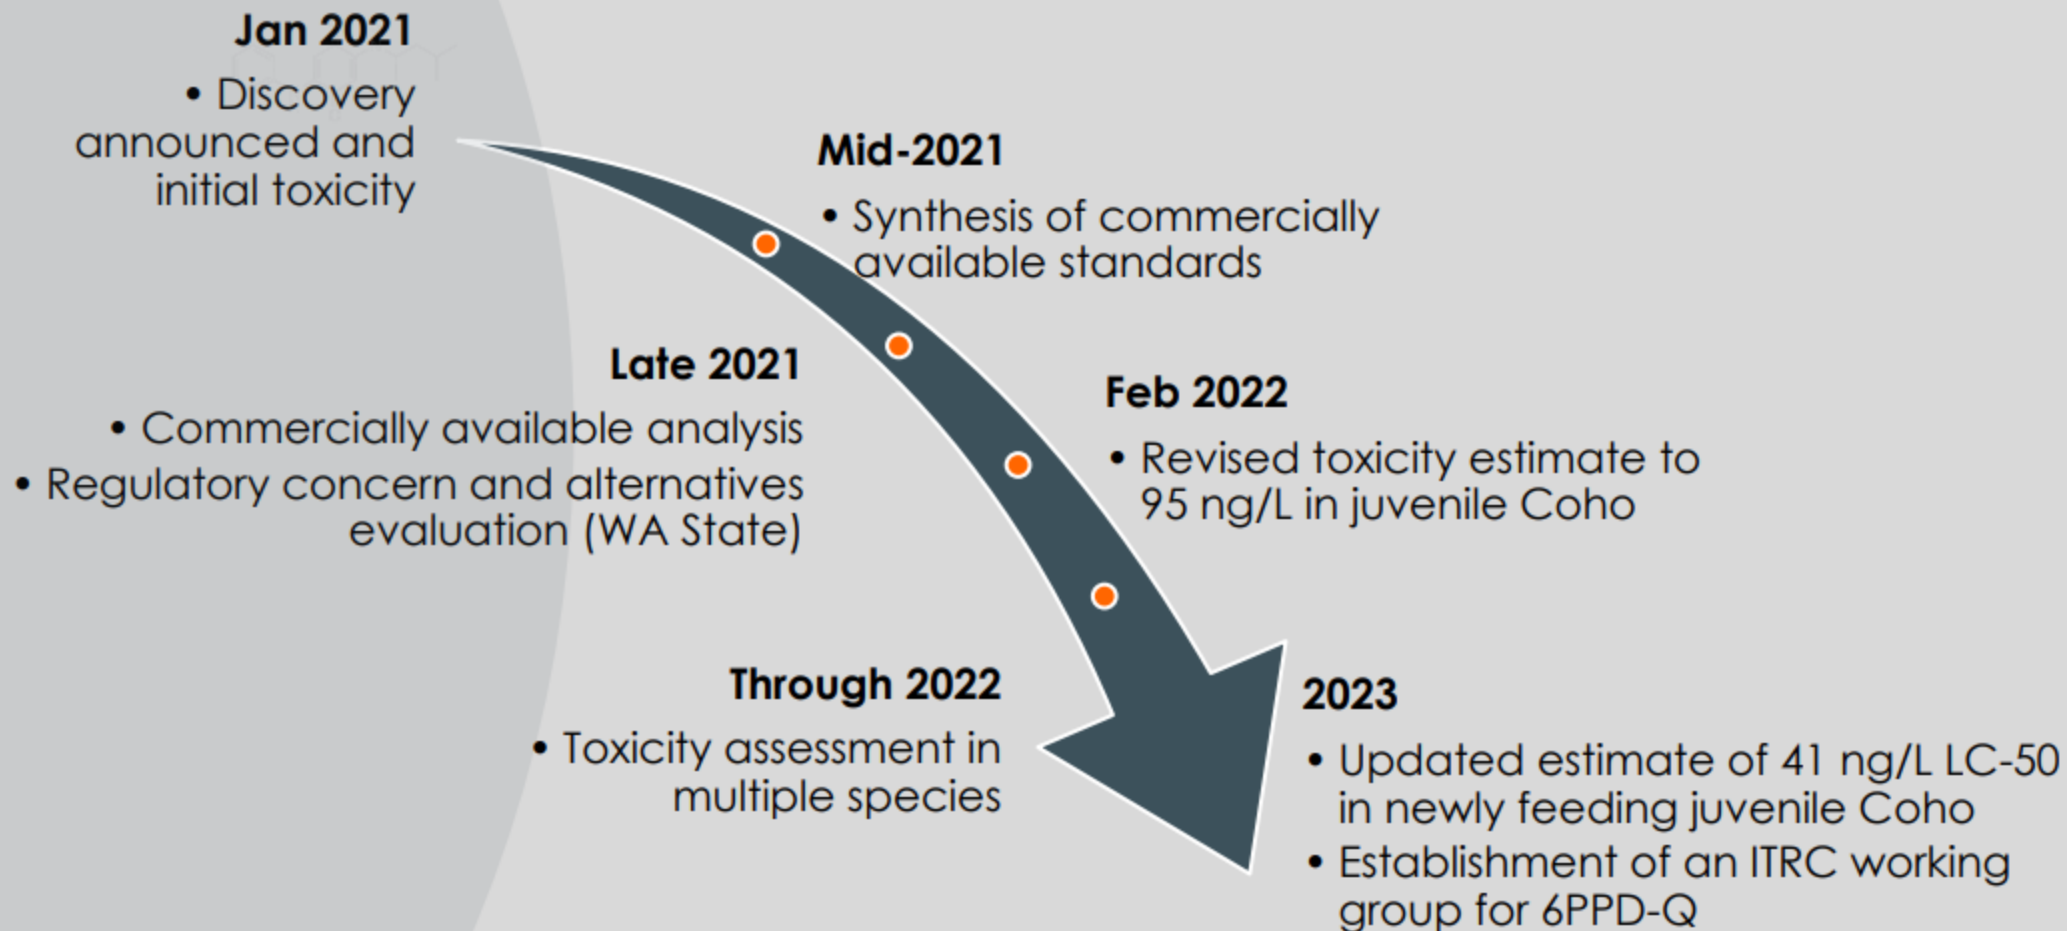 Jan 2021
• Discovery
announced and
initial toxicity
Mid-2021
• Synthesis of commercially
available standards
Late 2021
• Commercially available analysis
• Regulatory concern and alternatives
evaluation (WA State)
Feb 2022
• Revised toxicity estimate to
95 ng/L in juvenile Coho
Through 2022
• Toxicity assessment in
multiple species
2023
• Updated estimate of 41 ng/L LC-50
in newly feeding juvenile Coho
• Establishment of an ITRC working
group for 6PPD-Q